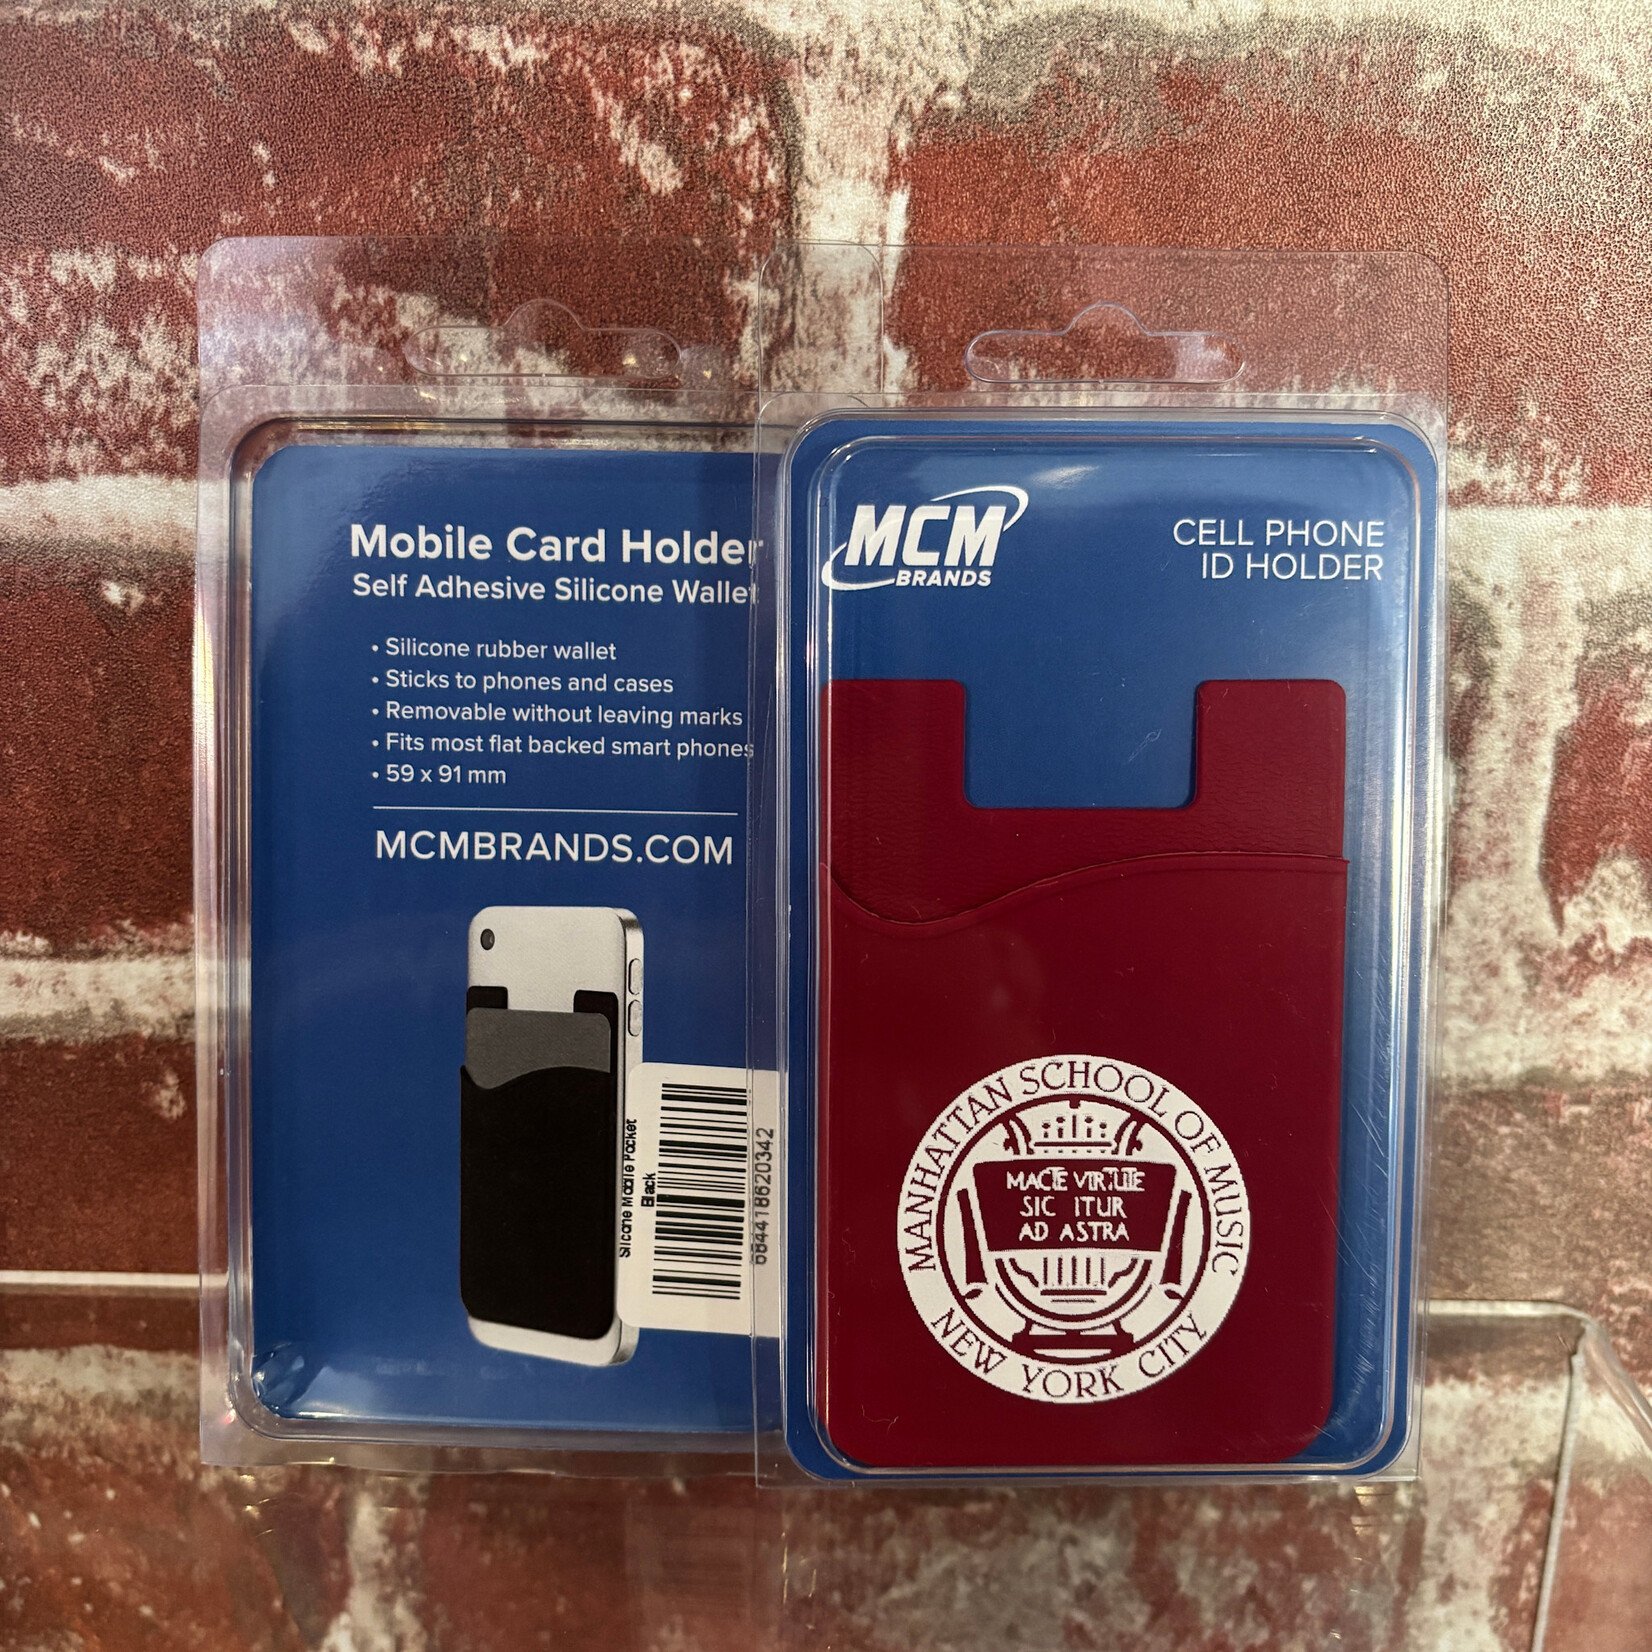 Mobile Card Holder
Self Adhesive Silicone Wallet
• Silicone rubber wallet
• Sticks to phones and cases
• Removable without leaving marks
• Fits most flat backed smart phones
• 59 x 91 mm
MCMBRANDS.COM
Silicone Mobile Pocket
Black
684418620342
MCM
BRANDS
CELL PHONE
ID HOLDER
MANHATTAN SCHOOL OF MUSIC
MACTE VIRTUTE
SIC ITUR
AD ASTRA
NEW YORK CITY